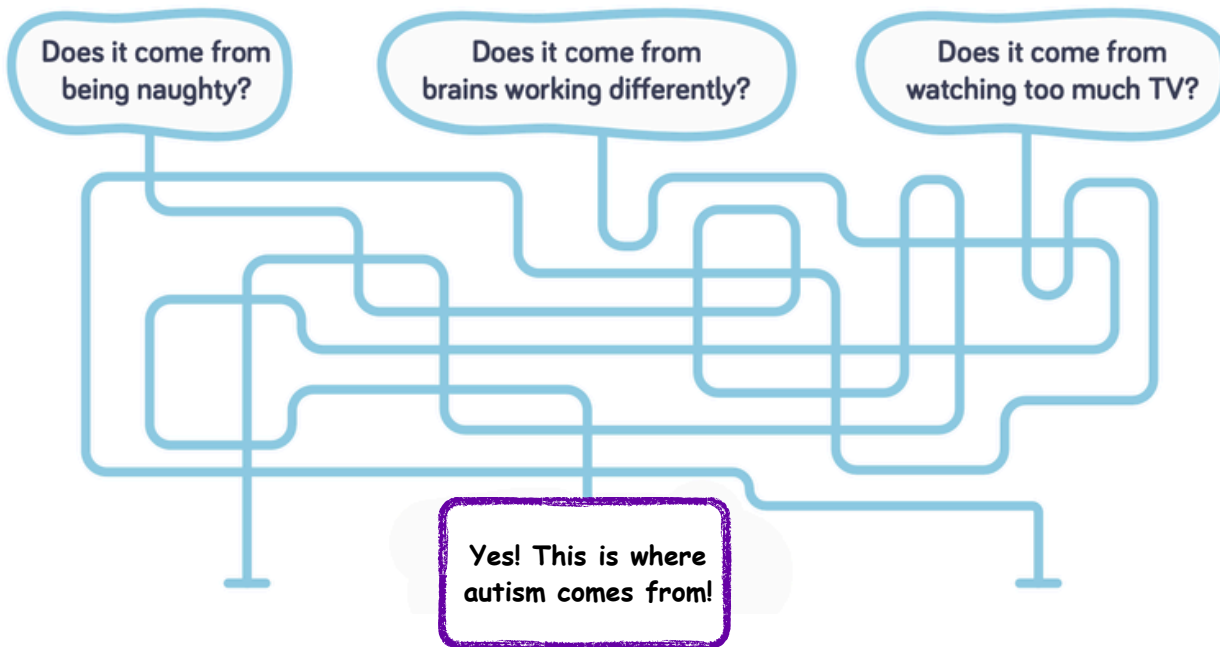 Does it come from
being naughty?
Does it come from
brains working differently?
Does it come from
watching too much TV?
Yes! This is where
autism comes from!